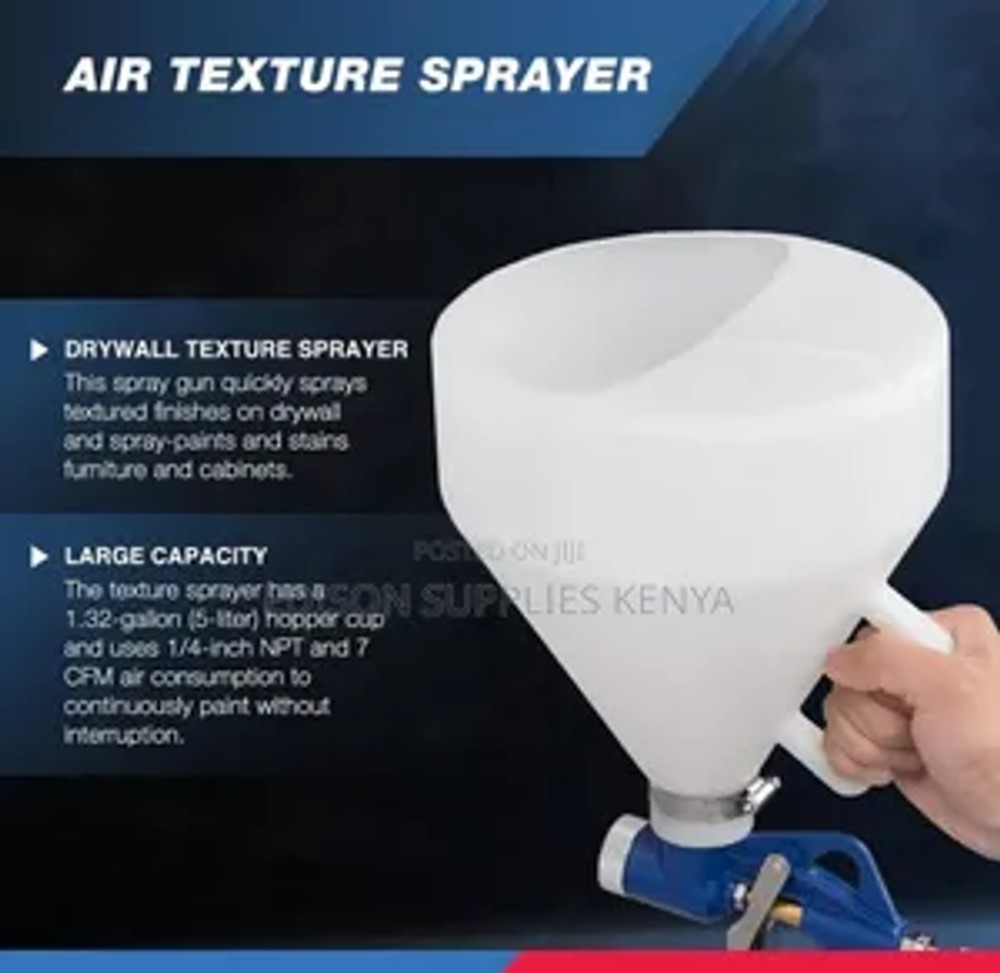 AIR TEXTURE SPRAYER
DRYWALL TEXTURE SPRAYER
This spray gun quickly sprays
textured finishes on drywall
and spray-paints and stains
furniture and cabinets.
LARGE CAPACITY
The texture sprayer has a
1.32-gallon (5-liter) hopper cup
and uses 1/4-inch NPT and 7
CFM air consumption to
continuously paint without
interruption.
POSTED ON JIJI
SUPPLIES KENYA